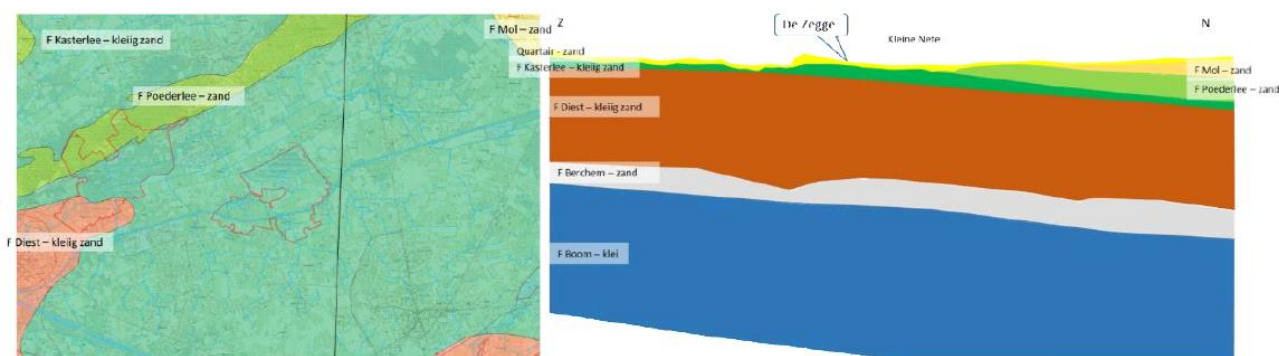 F Kasterlee – kleiig zand
F Mol – zand
F Poederlee – zand
F Diest – kleiig zand
Z
De Zegge
N
Kleine Nete
Quartair - zand
F Kasterlee – kleiig zand
F Mol – zand
F Poederlee – zand
F Diest – kleiig zand
F Berchem – zand
F Boom – klei